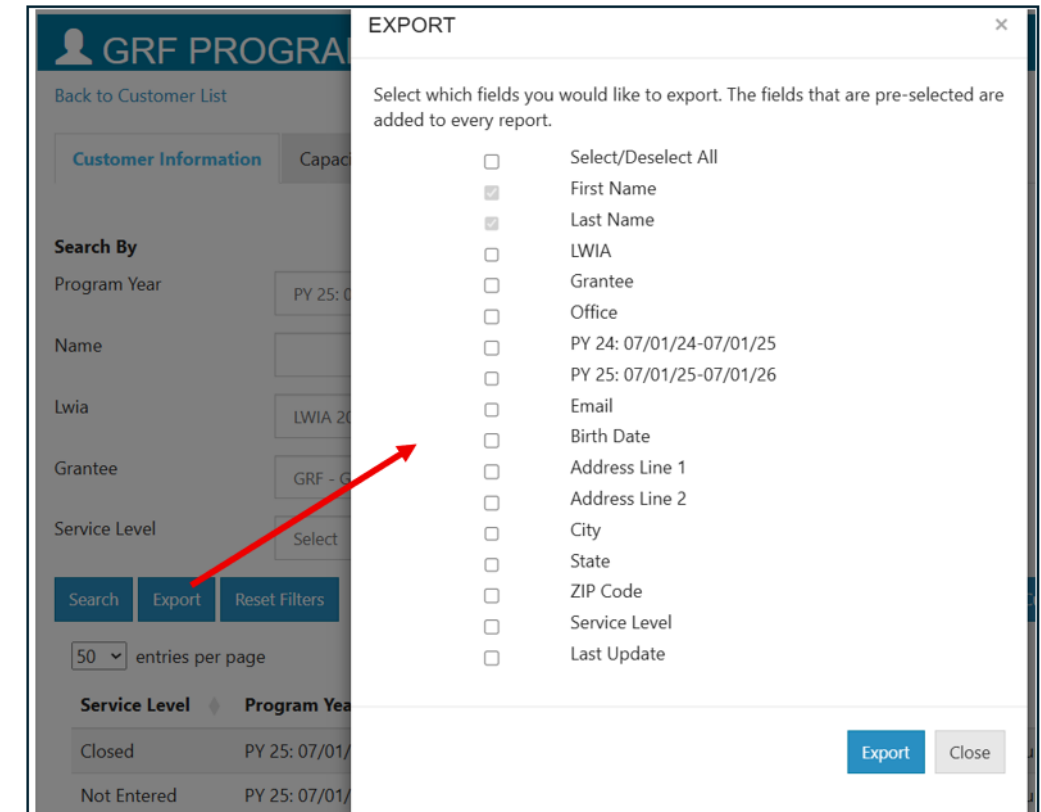 GRF PROGRA
Back to Customer List
Customer Information
Capaci
Search By
Program Year
PY 25: 0
Name
Lwia
LWIA 20
Grantee
GRF - G
Service Level
Select
Search
Export
Reset Filters
50
entries per page
Service Level
Program Yea
Closed
PY 25: 07/01/
Not Entered
PY 25: 07/01/
EXPORT
×
Select which fields you would like to export. The fields that are pre-selected are
added to every report.
Select/Deselect All
First Name
Last Name
LWIA
Grantee
Office
PY 24: 07/01/24-07/01/25
PY 25: 07/01/25-07/01/26
Email
Birth Date
Address Line 1
Address Line 2
City
State
ZIP Code
Service Level
Last Update
Export
Close